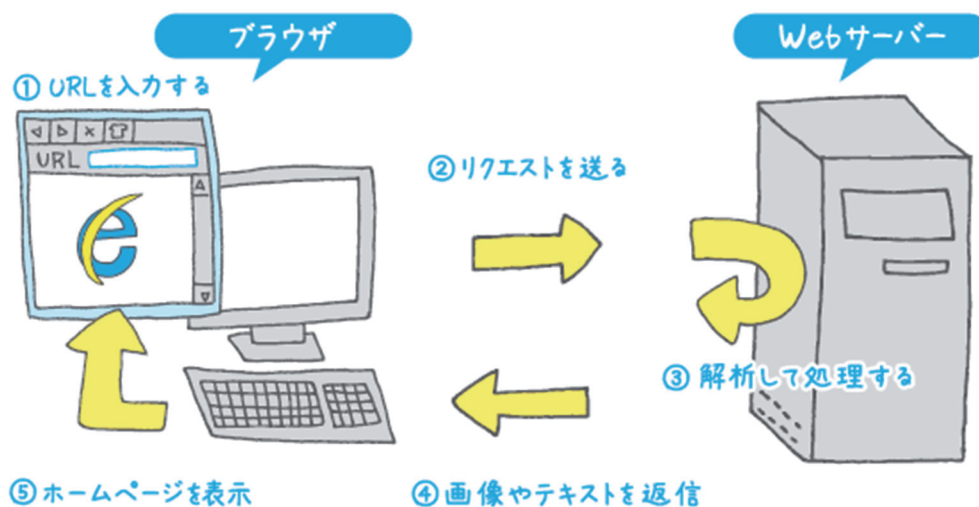 ブラウザ
Webサーバー
① URLを入力する
URL
② リクエストを送る
③ 解析して処理する
④ 画像やテキストを返信
⑤ ホームページを表示